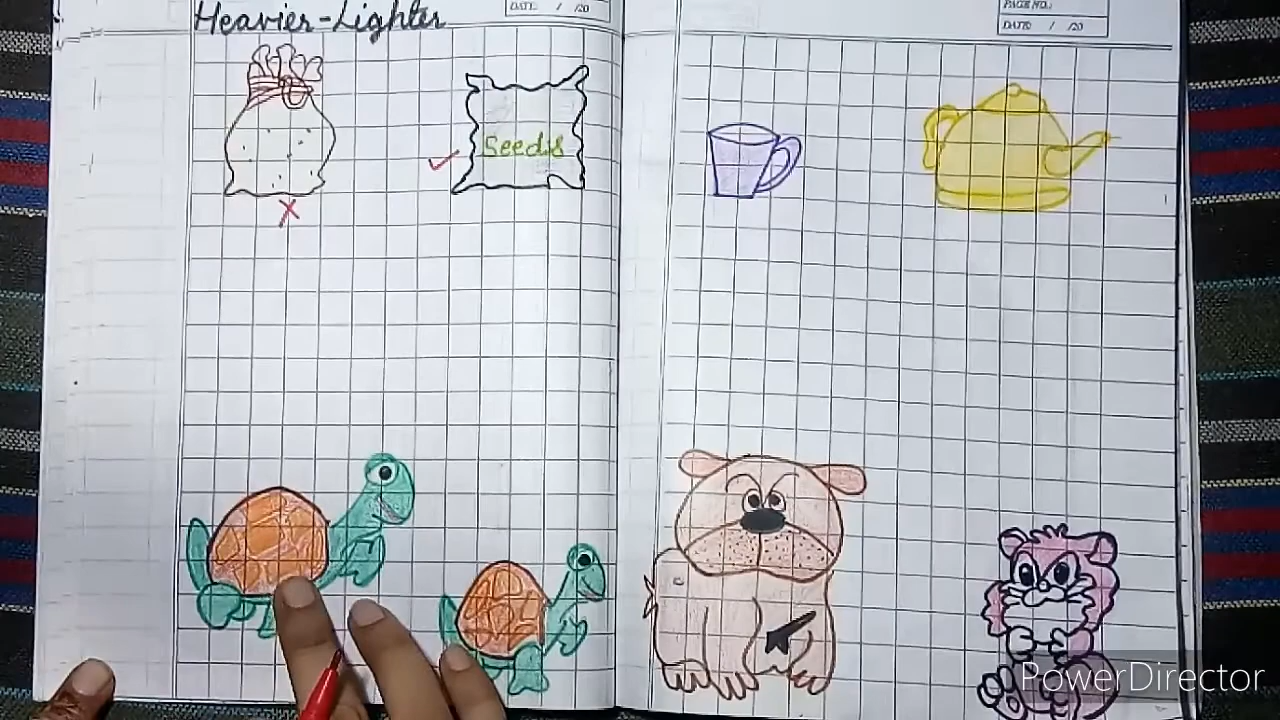 Heavier-Lighter
DATE: / /20
PAGE NO.:
DATE: / /20
Seeds
PowerDirector